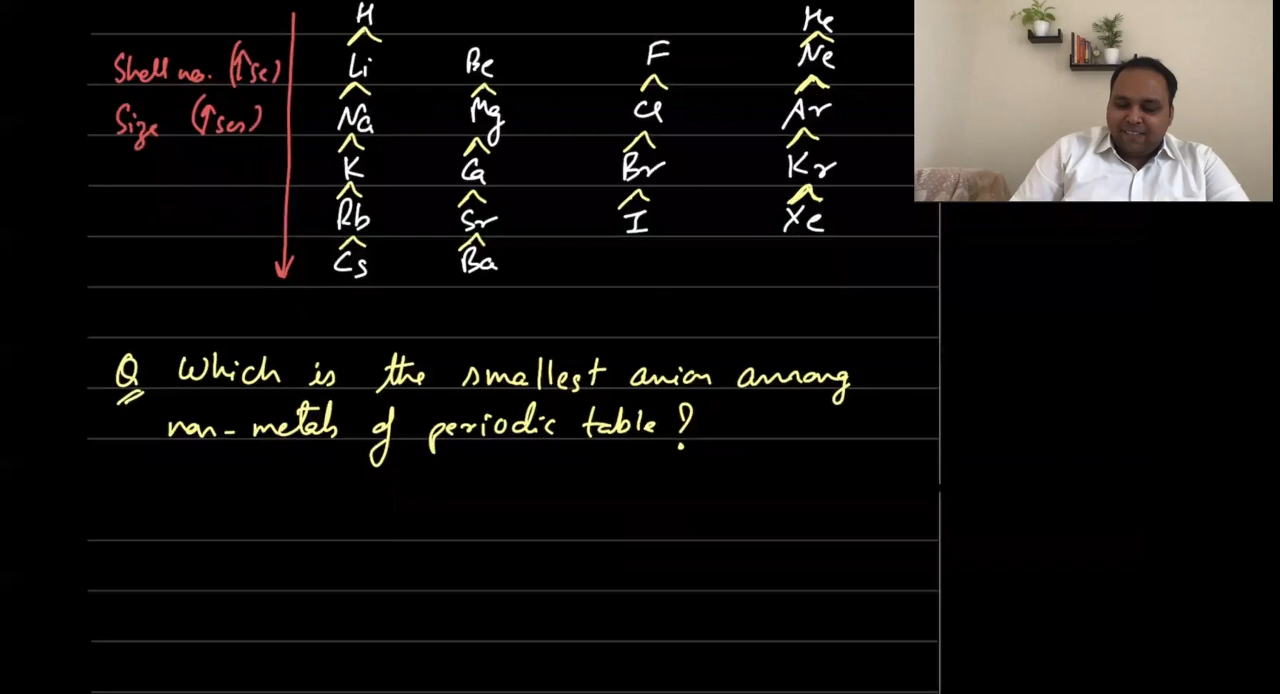 H He
Li Be F Ne
Shell no. (↑se)
Na Mg Cl Ar
Size (↑ses)
K Ca Br Kr
Rb Sr I Xe
Cs Ba
Q Which is the smallest anion among
non-metals of periodic table?